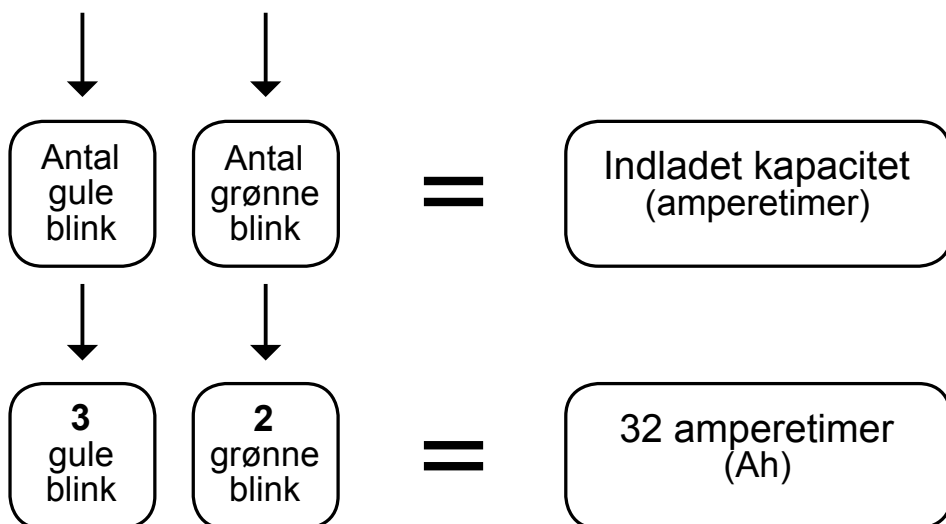 Antal
gule
blink
Antal
grønne
blink
=
Indladet kapacitet
(amperetimer)
3
gule
blink
2
grønne
blink
=
32 amperetimer
(Ah)